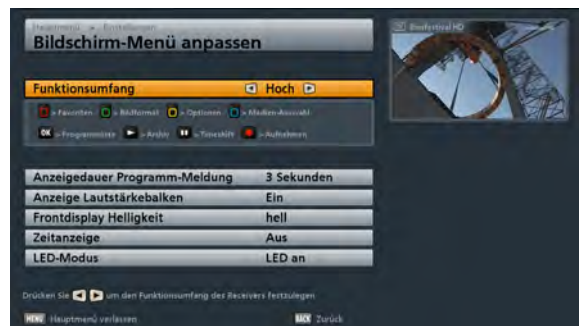 Hauptmenü > Einstellungen
Bildschirm-Menü anpassen
HD
Funktionsumfang Hoch
= Favoriten = Bildformat = Optionen = Medien-Auswahl
OK = Programmliste = Archiv = Timeshift = Aufnehmen
Anzeigedauer Programm-Meldung 3 Sekunden
Anzeige Lautstärkebalken Ein
Frontdisplay Helligkeit hell
Zeitanzeige Aus
LED-Modus LED an
Drücken Sie um den Funktionsumfang des Receivers festzulegen
MENU Hauptmenü verlassen BACK Zurück